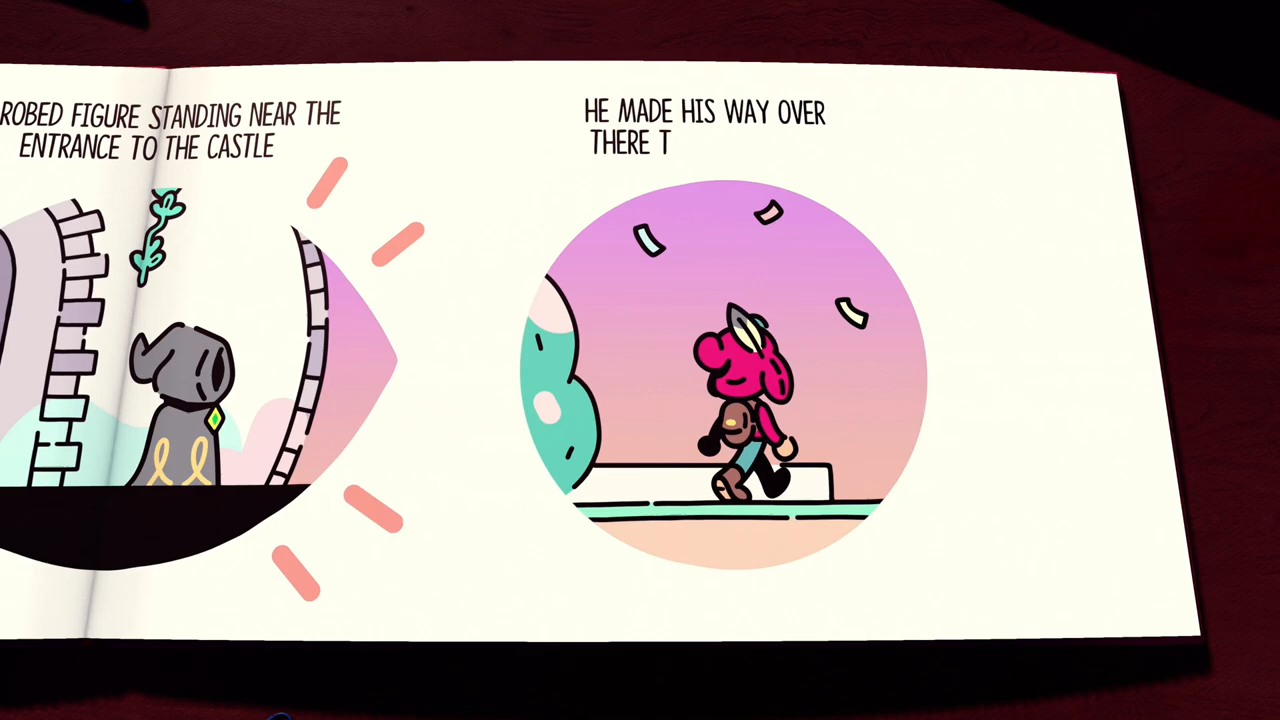 ROBED FIGURE STANDING NEAR THE
ENTRANCE TO THE CASTLE
HE MADE HIS WAY OVER
THERE T